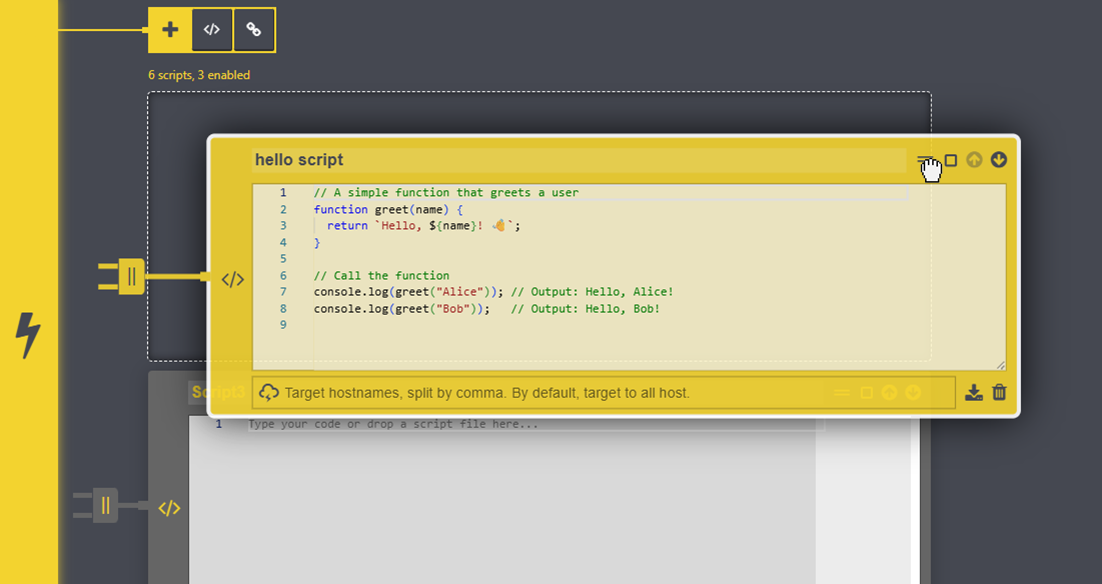 6 scripts, 3 enabled
hello script
1 // A simple function that greets a user
2 function greet(name) {
3 return `Hello, ${name}! 👋`;
4 }
5
6 // Call the function
7 console.log(greet("Alice")); // Output: Hello, Alice!
8 console.log(greet("Bob")); // Output: Hello, Bob!
9
Target hostnames, split by comma. By default, target to all host.
Script3
1 Type your code or drop a script file here...